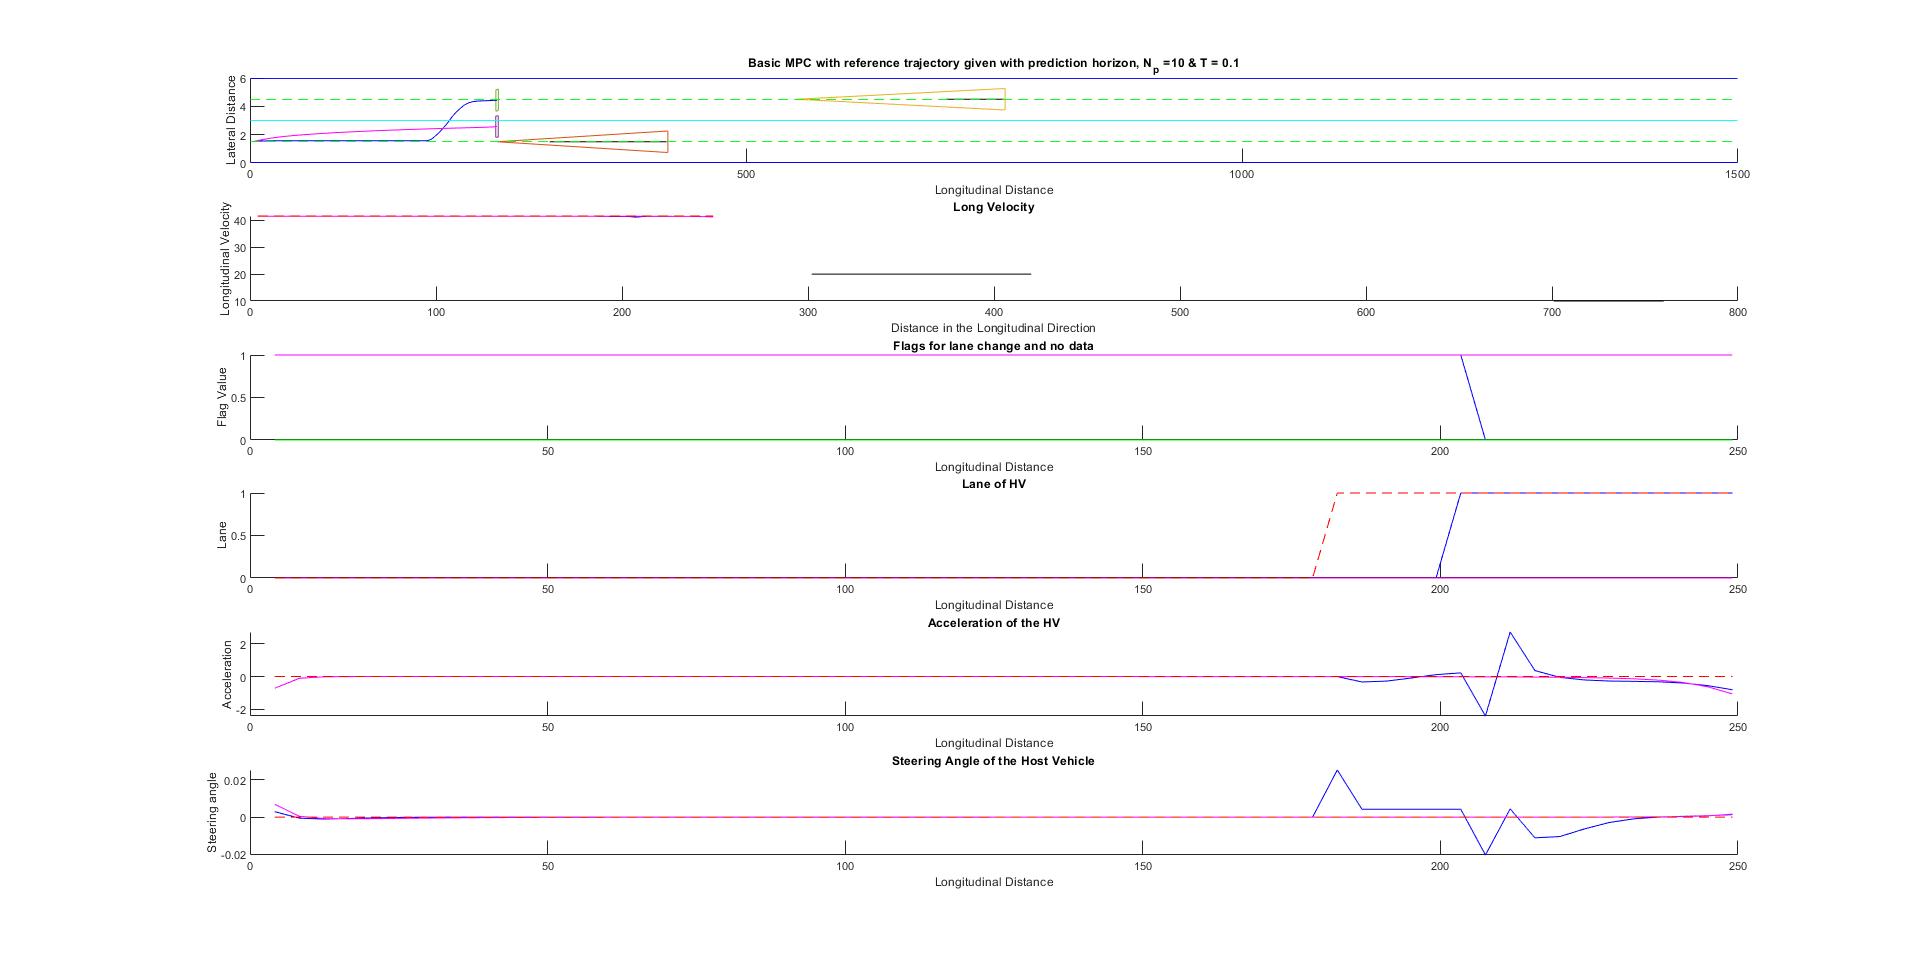 Basic MPC with reference trajectory given with prediction horizon, Np =10 & T = 0.1
Lateral Distance
6
4
2
0
0 500 1000 1500
Longitudinal Distance
Long Velocity
Longitudinal Velocity
40
30
20
10
0 100 200 300 400 500 600 700 800
Distance in the Longitudinal Direction
Flags for lane change and no data
Flag Value
1
0.5
0
0 50 100 150 200 250
Longitudinal Distance
Lane of HV
Lane
1
0.5
0
0 50 100 150 200 250
Longitudinal Distance
Acceleration of the HV
Acceleration
2
0
-2
0 50 100 150 200 250
Longitudinal Distance
Steering Angle of the Host Vehicle
Steering angle
0.02
0
-0.02
0 50 100 150 200 250
Longitudinal Distance